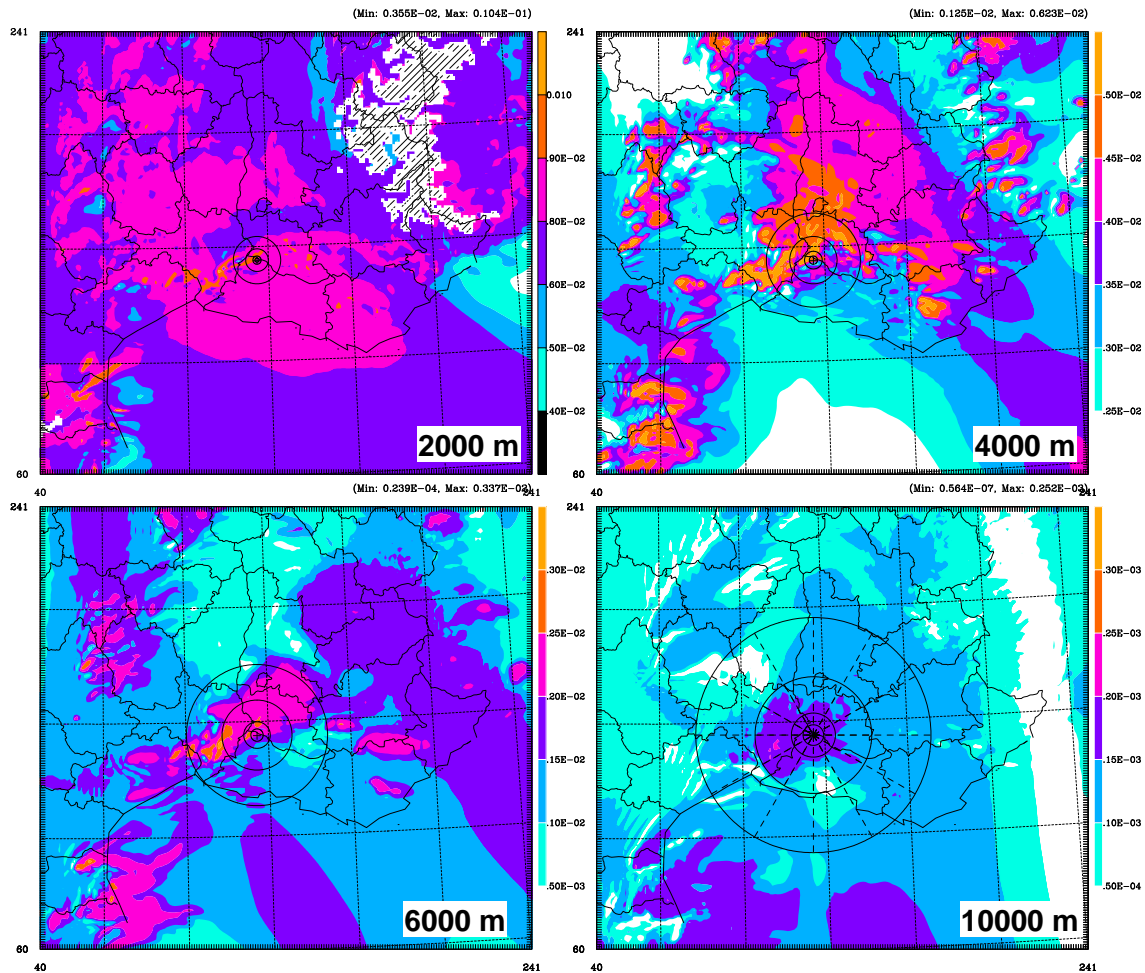 (Min: 0.355E-02, Max: 0.104E-01)
241
0.010
.90E-02
.80E-02
.60E-02
.50E-02
.40E-02
2000 m
60
40
241
(Min: 0.125E-02, Max: 0.623E-02)
241
.50E-02
.45E-02
.40E-02
.35E-02
.30E-02
.25E-02
4000 m
60
40
241
(Min: 0.239E-04, Max: 0.337E-02)
241
.30E-02
.25E-02
.20E-02
.15E-02
.10E-02
.50E-03
6000 m
60
40
241
(Min: 0.564E-07, Max: 0.252E-03)
241
.30E-03
.25E-03
.20E-03
.15E-03
.10E-03
.50E-04
10000 m
60
40
241